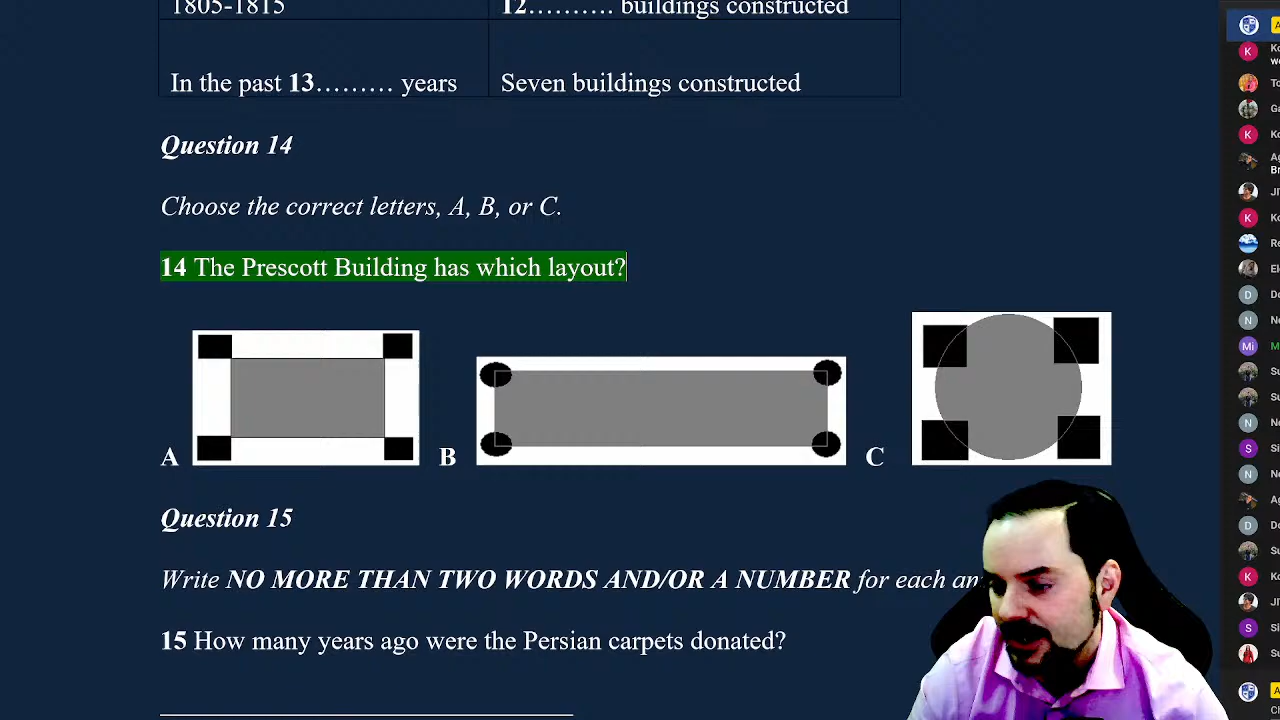 1805-1815
12………. buildings constructed
In the past 13……… years
Seven buildings constructed
Question 14
Choose the correct letters, A, B, or C.
14 The Prescott Building has which layout?
A
B
C
Question 15
Write NO MORE THAN TWO WORDS AND/OR A NUMBER for each
15 How many years ago were the Persian carpets donated?
K
K
K
D
N
Mi
N
S
N
D
K
S